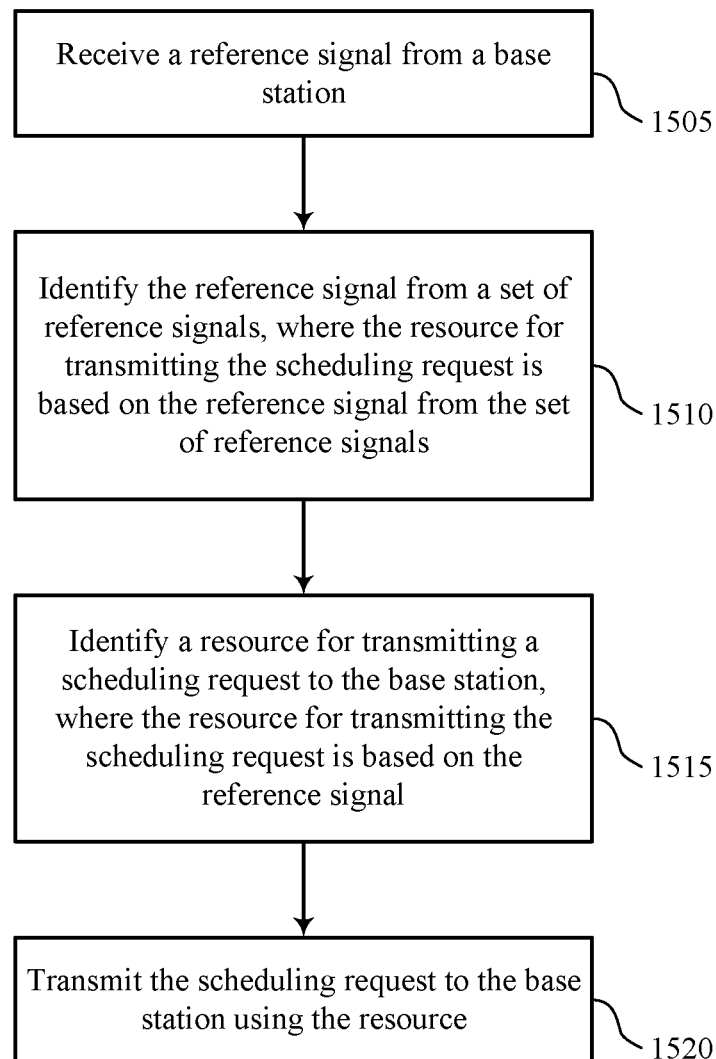 Receive a reference signal from a base
station
1505
Identify the reference signal from a set of
reference signals, where the resource for
transmitting the scheduling request is
based on the reference signal from the set
of reference signals
1510
Identify a resource for transmitting a
scheduling request to the base station,
where the resource for transmitting the
scheduling request is based on the
reference signal
1515
Transmit the scheduling request to the base
station using the resource
1520